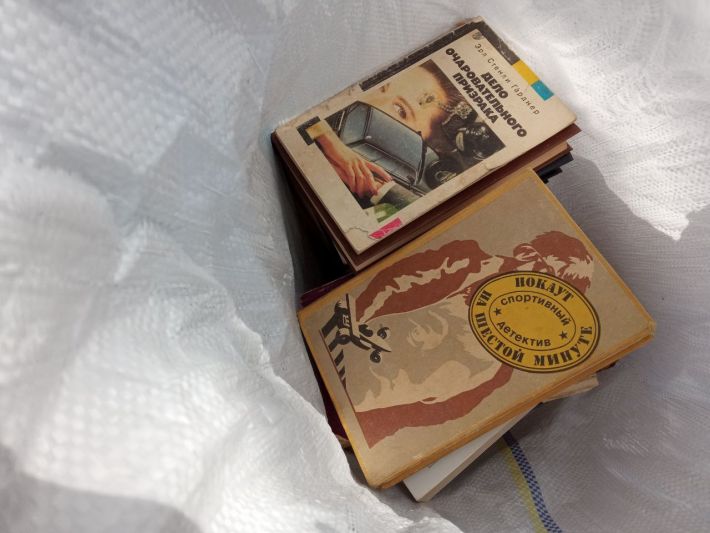 Эрл Стенли Гарднер
ДЕЛО
ОЧАРОВАТЕЛЬНОГО
ПРИЗРАКА
НОКАУТ
НА ШЕСТОЙ МИНУТЕ
спортивный
детектив